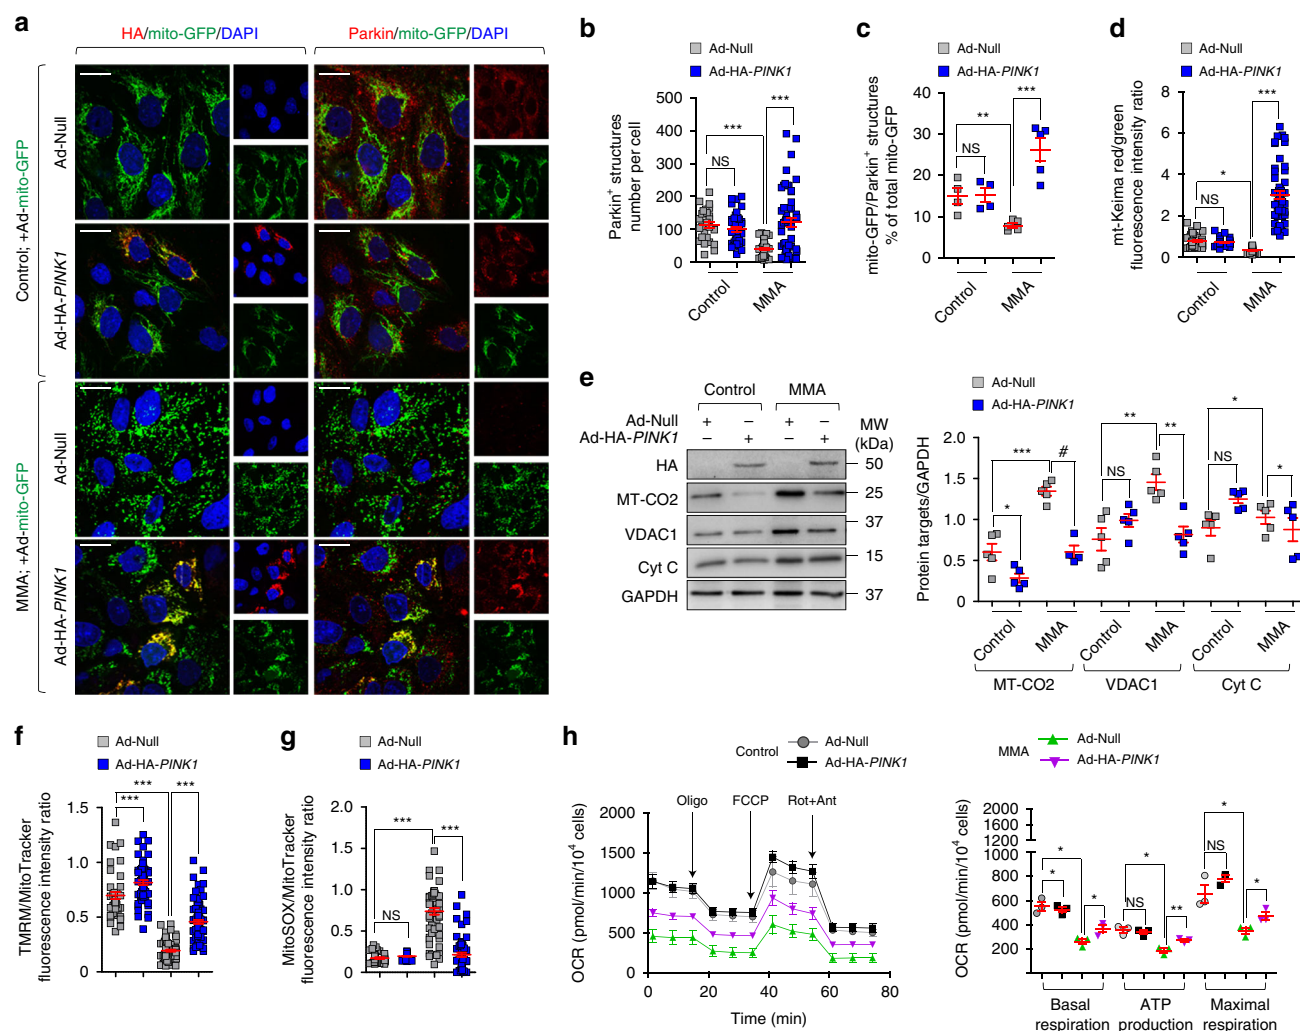 a
HA/mito-GFP/DAPI
Parkin/mito-GFP/DAPI
Control; +Ad-mito-GFP
Ad-Null
Ad-HA-PINK1
MMA; +Ad-mito-GFP
Ad-Null
Ad-HA-PINK1
b
Ad-Null
Ad-HA-PINK1
Parkin+ structures
number per cell
500
400
300
200
100
0
***
***
NS
Control
MMA
c
Ad-Null
Ad-HA-PINK1
mito-GFP/Parkin+ structures
% of total mito-GFP
40
30
20
10
0
***
**
NS
Control
MMA
d
Ad-Null
Ad-HA-PINK1
mt-Keima red/green
fluorescence intensity ratio
8
6
4
2
0
***
*
NS
Control
MMA
e
Control
MMA
Ad-Null + – + –
Ad-HA-PINK1 – + – +
MW
(kDa)
HA 50
MT-CO2 25
37
VDAC1
15
Cyt C
GAPDH 37
Ad-Null
Ad-HA-PINK1
Protein targets/GAPDH
2.0
1.5
1.0
0.5
0
*** # *
** ** NS
* NS *
Control MMA Control MMA Control MMA
MT-CO2 VDAC1 Cyt C
f
Ad-Null
Ad-HA-PINK1
TMRM/MitoTracker
fluorescence intensity ratio
1.5
1.0
0.5
0
***
*** ***
g
Ad-Null
Ad-HA-PINK1
MitoSOX/MitoTracker
fluorescence intensity ratio
2.0
1.5
1.0
0.5
0
***
***
NS
h
Control
Ad-Null
Ad-HA-PINK1
MMA
Ad-Null
Ad-HA-PINK1
OCR (pmol/min/104 cells)
2000
1500
1000
500
0
Oligo
FCCP
Rot+Ant
0 20 40 60 80
Time (min)
OCR (pmol/min/104 cells)
2000
1600
1200
800
600
400
200
* * *
* NS **
* NS *
Basal
respiration
ATP
production
Maximal
respiration